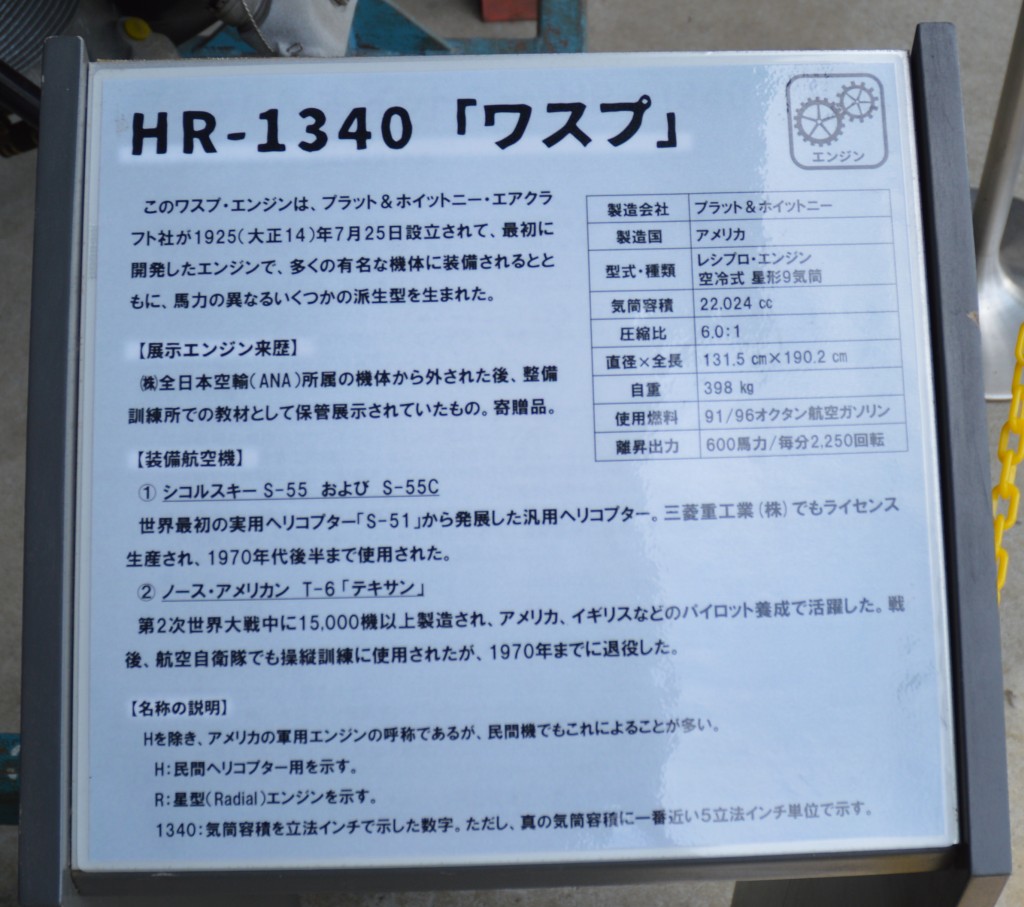 HR-1340 「ワスプ」
エンジン
このワスプ・エンジンは、プラット＆ホイットニー・エアクラ
フト社が1925(大正14)年7月25日設立されて、最初に
開発したエンジンで、多くの有名な機体に装備されるとと
もに、馬力の異なるいくつかの派生型を生まれた。
製造会社 プラット＆ホイットニー
製造国 アメリカ
型式・種類 レシプロ・エンジン
空冷式 星形9気筒
気筒容積 22.024 cc
圧縮比 6.0:1
直径×全長 131.5 cm×190.2 cm
自重 398 kg
使用燃料 91/96オクタン航空ガソリン
離昇出力 600馬力/毎分2,250回転
【展示エンジン来歴】
㈱全日本空輸(ANA)所属の機体から外された後、整備
訓練所での教材として保管展示されていたもの。寄贈品。
【装備航空機】
① シコルスキー S-55 および S-55C
世界最初の実用ヘリコプター「S-51」から発展した汎用ヘリコプター。三菱重工業(株)でもライセンス
生産され、1970年代後半まで使用された。
② ノース・アメリカン T-6「テキサン」
第2次世界大戦中に15,000機以上製造され、アメリカ、イギリスなどのパイロット養成で活躍した。戦
後、航空自衛隊でも操縦訓練に使用されたが、1970年までに退役した。
【名称の説明】
Hを除き、アメリカの軍用エンジンの呼称であるが、民間機でもこれによることが多い。
H:民間ヘリコプター用を示す。
R:星型(Radial)エンジンを示す。
1340:気筒容積を立法インチで示した数字。ただし、真の気筒容積に一番近い5立法インチ単位で示す。